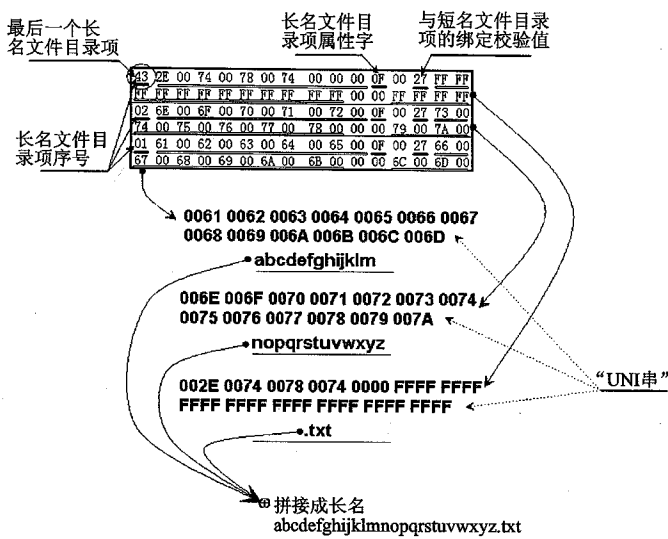 最后一个长
名文件目录项
长名文件目
录项属性字
与短名文件目录
项的绑定校验值
43 2E 00 74 00 78 00 74 00 00 00 0F 00 27 FF FF
FF FF FF FF FF FF FF FF FF FF 00 00 FF FF FF FF
02 6E 00 6F 00 70 00 71 00 72 00 0F 00 27 73 00
74 00 75 00 76 00 77 00 78 00 00 00 79 00 7A 00
01 61 00 62 00 63 00 64 00 65 00 0F 00 27 66 00
67 00 68 00 69 00 6A 00 6B 00 00 00 6C 00 6D 00
长名文件目
录项序号
0061 0062 0063 0064 0065 0066 0067
0068 0069 006A 006B 006C 006D
abcdefghijklm
006E 006F 0070 0071 0072 0073 0074
0075 0076 0077 0078 0079 007A
nopqrstuvwxyz
“UNI串”
002E 0074 0078 0074 0000 FFFF FFFF
FFFF FFFF FFFF FFFF FFFF FFFF
.txt
拼接成长名
abcdefghijklmnopqrstuvwxyz.txt